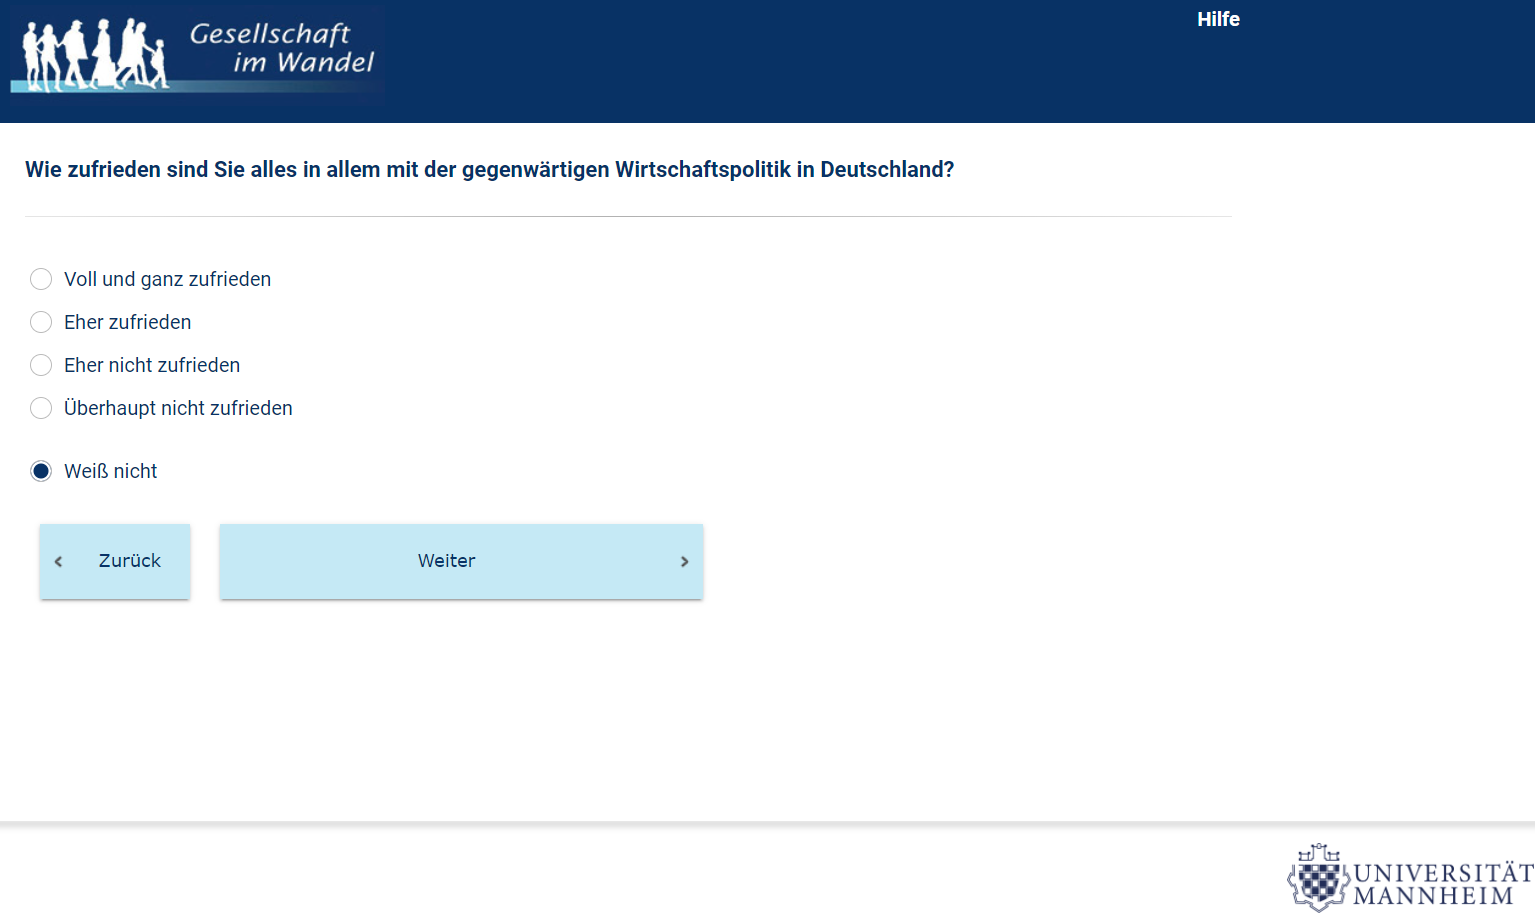 Gesellschaft
im Wandel
Hilfe
Wie zufrieden sind Sie alles in allem mit der gegenwärtigen Wirtschaftspolitik in Deutschland?
Voll und ganz zufrieden
Eher zufrieden
Eher nicht zufrieden
Überhaupt nicht zufrieden
Weiß nicht
Zurück
Weiter
UNIVERSITÄT
MANNHEIM